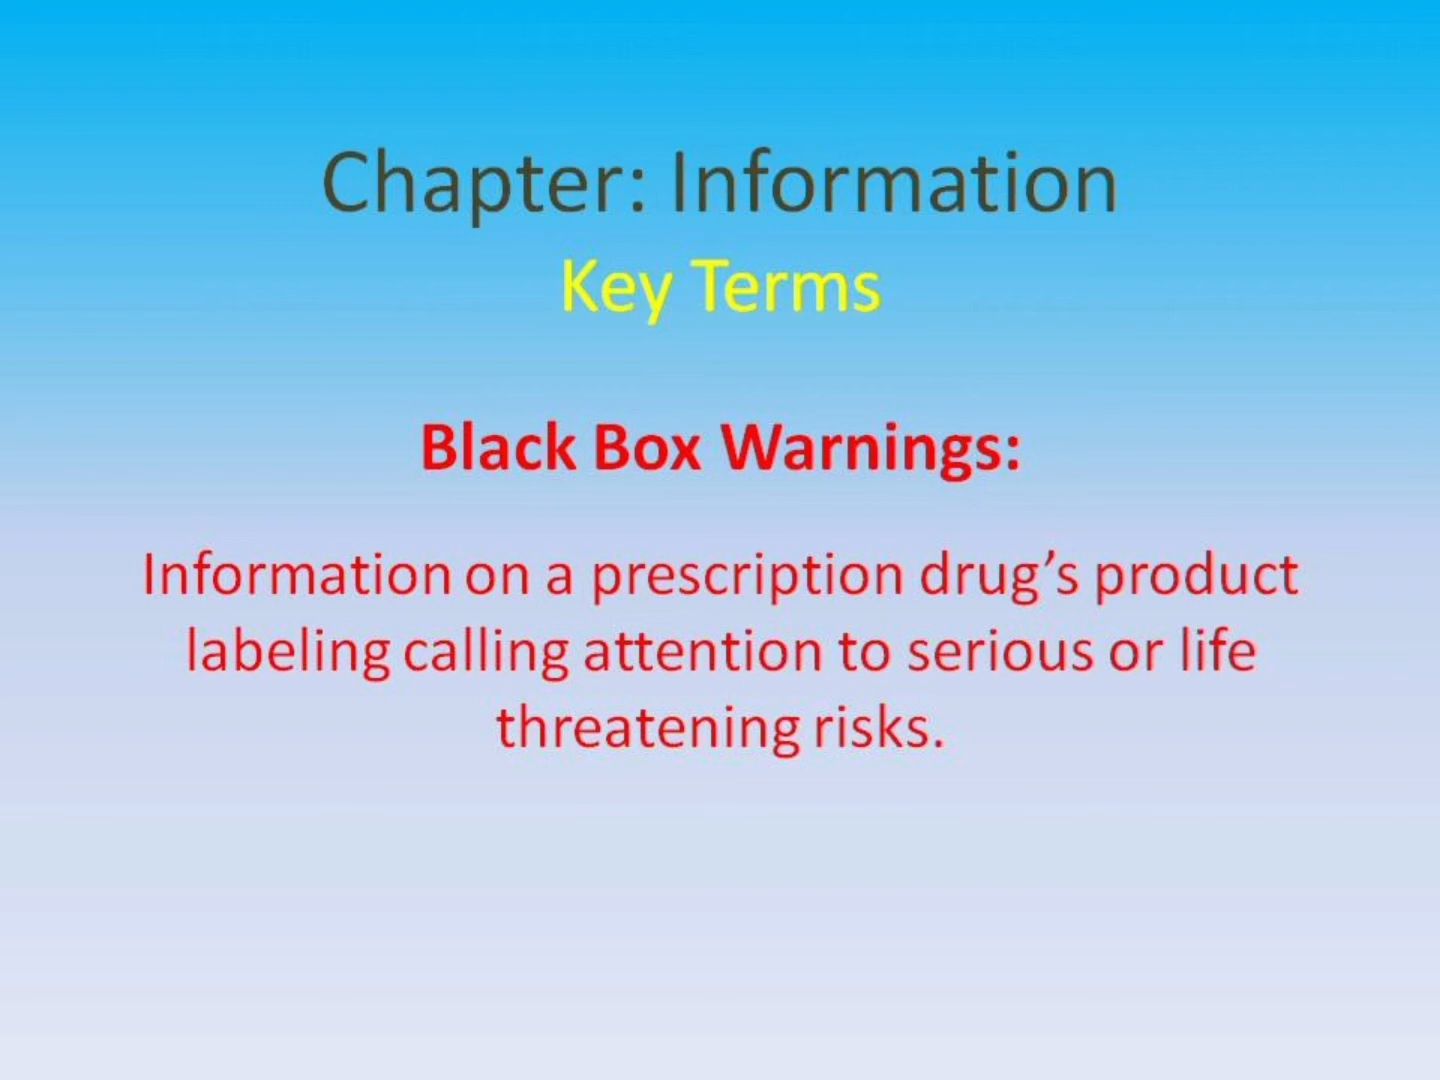 Chapter: Information
Key Terms
Black Box Warnings:
Information on a prescription drug’s product
labeling calling attention to serious or life
threatening risks.